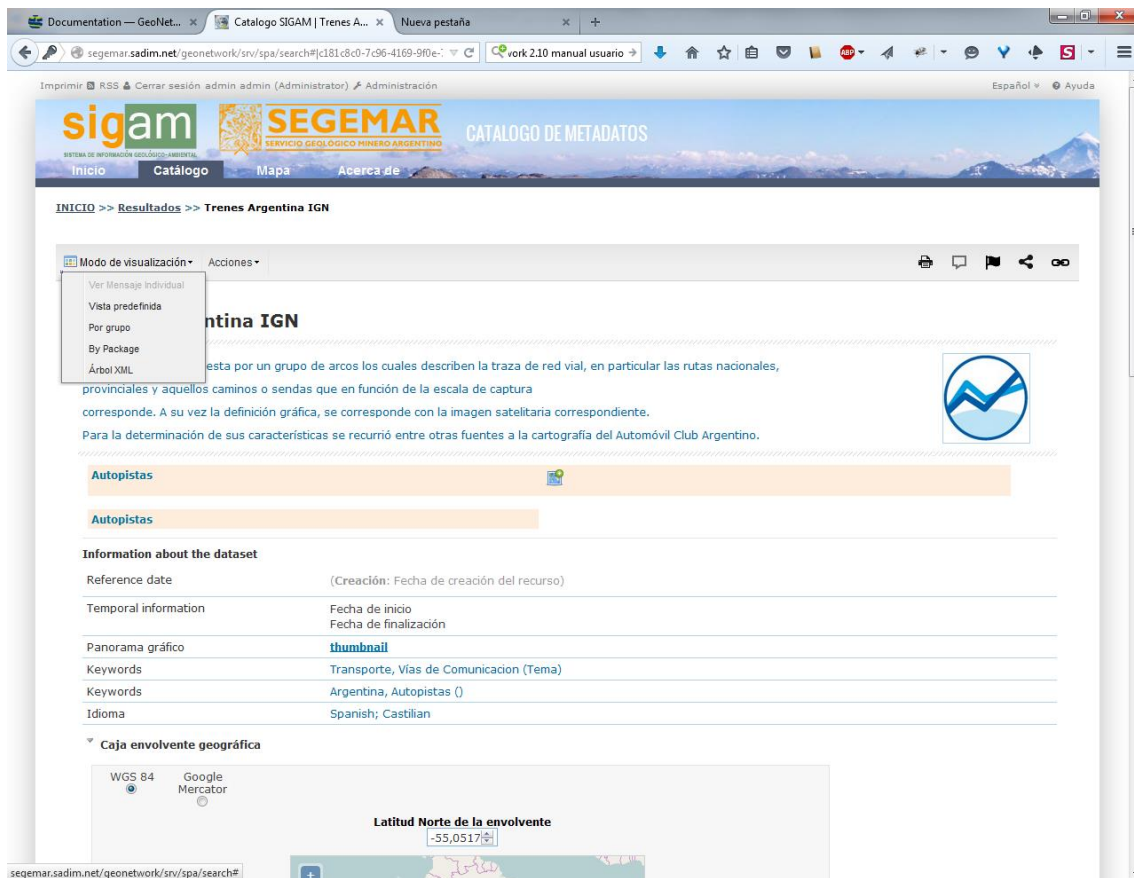 Documentation — GeoNet...
Catalogo SIGAM | Trenes A...
Nueva pestaña
segemar.sadim.net/geonetwork/srv/spa/search#|c181c8c0-7c96-4169-9f0e-
vork 2.10 manual usuario
ABP
S
Imprimir RSS Cerrar sesión admin admin (Administrator) Administración
Español
Ayuda
sigam
SISTEMA DE INFORMACIÓN GEOLÓGICO-AMBIENTAL
SEGEMAR
SERVICIO GEOLÓGICO MINERO ARGENTINO
CATALOGO DE METADATOS
Inicio Catálogo Mapa Acerca de
INICIO >> Resultados >> Trenes Argentina IGN
Modo de visualización Acciones
Ver Mensaje Individual
Vista predefinida
Por grupo
By Package
Árbol XML
ntina IGN
esta por un grupo de arcos los cuales describen la traza de red vial, en particular las rutas nacionales,
provinciales y aquellos caminos o sendas que en función de la escala de captura
corresponde. A su vez la definición gráfica, se corresponde con la imagen satelitaria correspondiente.
Para la determinación de sus características se recurrió entre otras fuentes a la cartografía del Automóvil Club Argentino.
Autopistas
Autopistas
Information about the dataset
Reference date (Creación: Fecha de creación del recurso)
Temporal information Fecha de inicio
Fecha de finalización
Panorama gráfico thumbnail
Keywords Transporte, Vías de Comunicacion (Tema)
Keywords Argentina, Autopistas ()
Idioma Spanish; Castilian
Caja envolvente geográfica
WGS 84 Google Mercator
Latitud Norte de la envolvente
-55,0517
+
segemar.sadim.net/geonetwork/srv/spa/search#